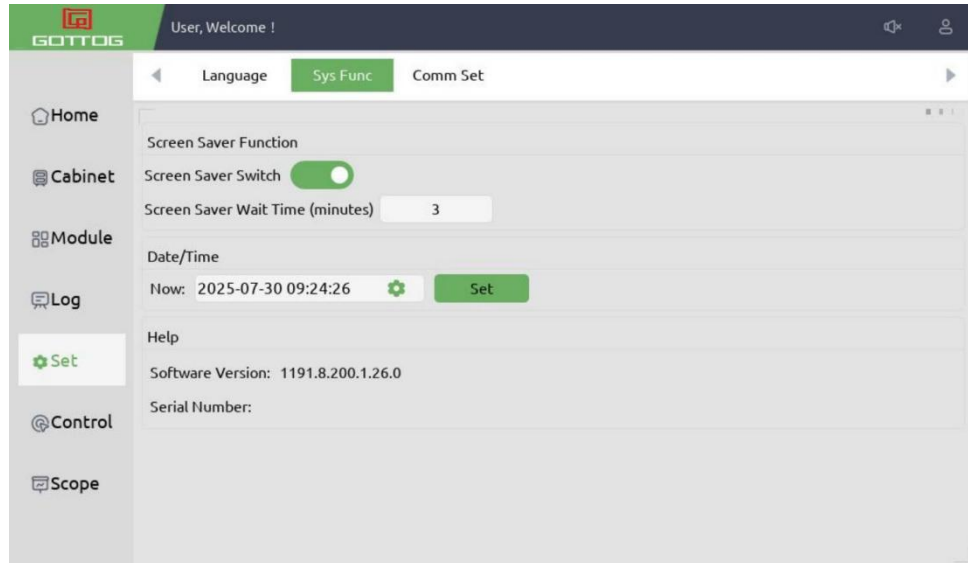 GOTTOG
User, Welcome !
Language Sys Func Comm Set
Home
Cabinet
Module
Log
Set
Control
Scope
Screen Saver Function
Screen Saver Switch
Screen Saver Wait Time (minutes) 3
Date/Time
Now: 2025-07-30 09:24:26 Set
Help
Software Version: 1191.8.200.1.26.0
Serial Number: